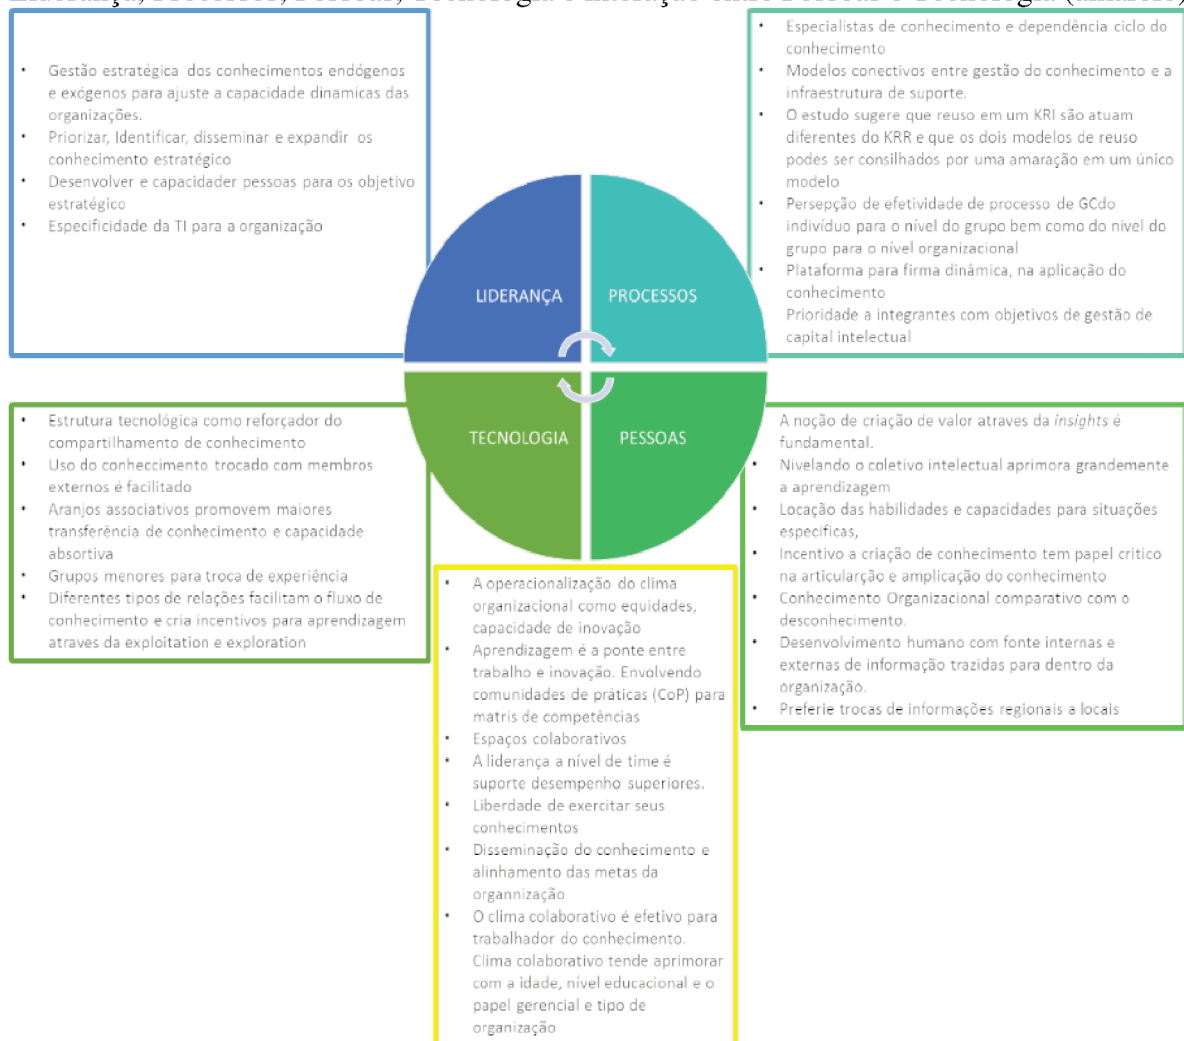 Liderança, Processos, Pessoas, Tecnologia e Interação entre Pessoas e Tecnologia (amarelo)
• Gestão estratégica dos conhecimentos endógenos
e exógenos para ajuste a capacidade dinamicas das
organizações.
• Priorizar, Identificar, disseminar e expandir os
conhecimento estratégico
• Desenvolver e capacidader pessoas para os objetivo
estratégico
• Especificidade da TI para a organização
• Especialistas de conhecimento e dependência ciclo do
conhecimento
• Modelos conectivos entre gestão do conhecimento e a
infraestrutura de suporte.
• O estudo sugere que reuso em um KRI são atuam
diferentes do KRR e que os dois modelos de reuso
podes ser consilhados por uma amaração em um único
modelo
• Persepção de efetividade de processo de GCdo
indivíduo para o nível do grupo bem como do nivel do
grupo para o nível organizacional
• Plataforma para firma dinâmica, na aplicação do
conhecimento
Prioridade a integrantes com objetivos de gestão de
capital intelectual
LIDERANÇA
PROCESSOS
TECNOLOGIA
PESSOAS
• Estrutura tecnológica como reforçador do
compartilhamento de conhecimento
• Uso do conheccimento trocado com membros
externos é facilitado
• Aranjos associativos promovem maiores
transferência de conhecimento e capacidade
absortiva
• Grupos menores para troca de experiência
• Diferentes tipos de relações facilitam o fluxo de
conhecimento e cria incentivos para aprendizagem
atraves da exploitation e exploration
A noção de criação de valor atraves da insights é
fundamental.
• Nivelando o coletivo intelectual aprimora grandemente
a aprendizagem
• Locação das habilidades e capacidades para situações
específicas,
• Incentivo a criação de conhecimento tem papel critico
na articularção e amplicação do conhecimento
• Conhecimento Organizacional comparativo com o
desconhecimento.
• Desenvolvimento humano com fonte internas e
externas de informação trazidas para dentro da
organização.
• Preferie trocas de informações regionais a locais
• A operacionalização do clima
organizacional como equidades,
capacidade de inovação
• Aprendizagem é a ponte entre
trabalho e inovação. Envolvendo
comunidades de práticas (CoP) para
matris de competências
• Espaços colaborativos
• A liderança a nível de time é
suporte desempenho superiores.
• Liberdade de exercitar seus
conhecimentos
• Disseminação do conhecimento e
alinhamento das metas da
organnização
• O clima colaborativo é efetivo para
trabalhador do conhecimento.
Clima colaborativo tende aprimorar
com a idade, nível educacional e o
papel gerencial e tipo de
organização